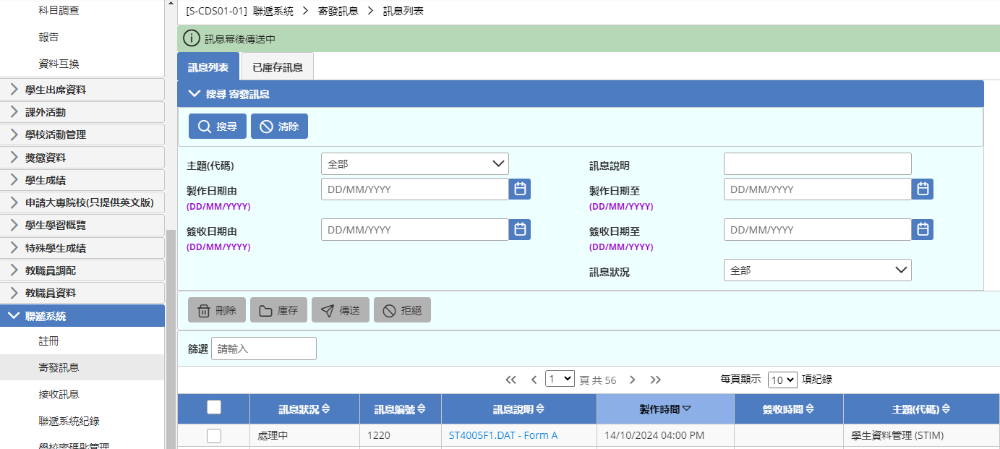 科目調查
報告
資料互換
學生出席資料
課外活動
學校活動管理
獎懲資料
學生成績
申請大專院校(只提供英文版)
學生學習概覽
特殊學生成績
教職員調配
教職員資料
聯遞系統
註冊
寄發訊息
接收訊息
聯遞系統紀錄
學校密碼匙管理
[S-CDS01-01] 聯遞系統 > 寄發訊息 > 訊息列表
訊息幕後傳送中
訊息列表 已庫存訊息
搜尋 寄發訊息
搜尋 清除
主題(代碼) 全部 訊息說明
製作日期由 DD/MM/YYYY 製作日期至 DD/MM/YYYY
(DD/MM/YYYY) (DD/MM/YYYY)
簽收日期由 DD/MM/YYYY 簽收日期至 DD/MM/YYYY
(DD/MM/YYYY) (DD/MM/YYYY)
訊息狀況 全部
刪除 庫存 傳送 拒絕
篩選 請輸入
1 頁 共 56 每頁顯示 10 項紀錄
訊息狀況 訊息編號 訊息說明 製作時間 簽收時間 主題(代碼)
處理中 1220 ST4005F1.DAT - Form A 14/10/2024 04:00 PM 學生資料管理 (STIM)